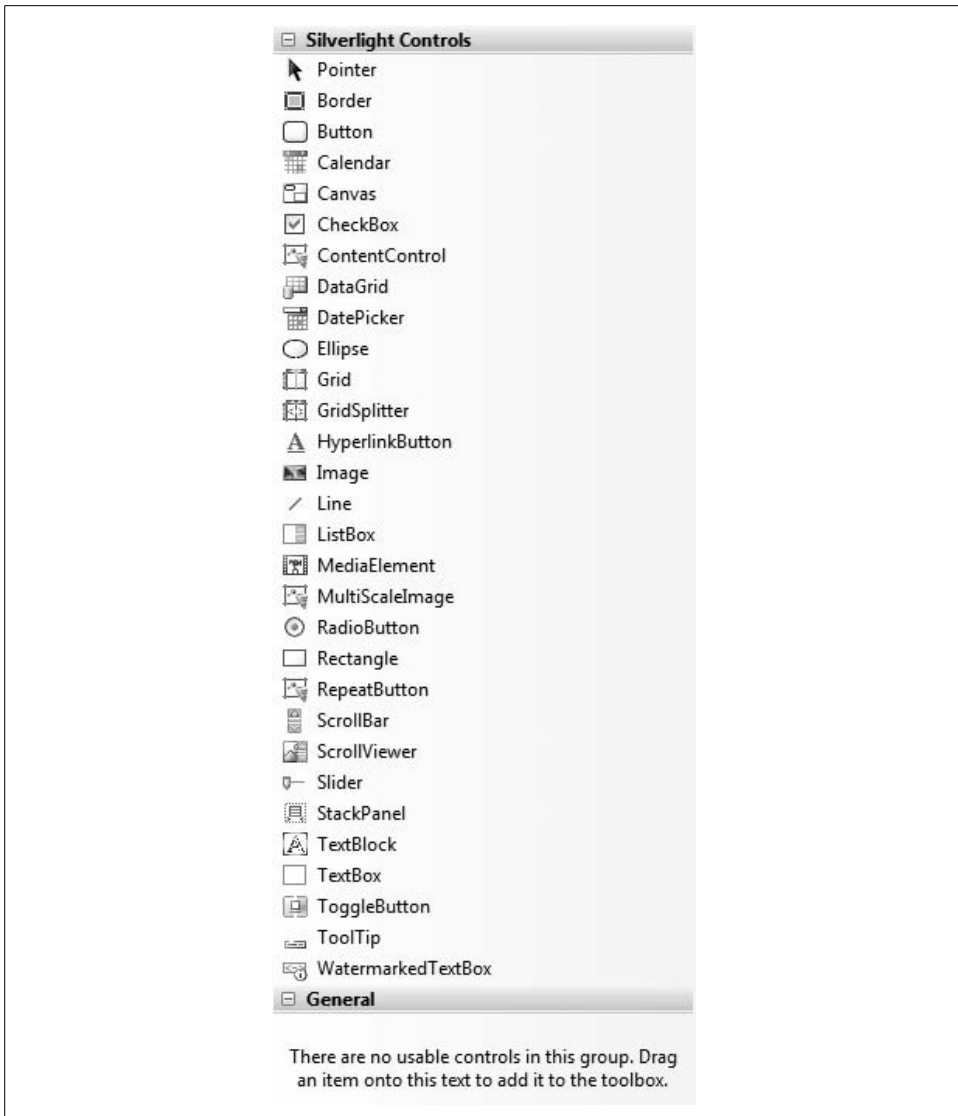 Silverlight Controls
Pointer
Border
Button
Calendar
Canvas
CheckBox
ContentControl
DataGrid
DatePicker
Ellipse
Grid
GridSplitter
HyperlinkButton
Image
Line
ListBox
MediaElement
MultiScaleImage
RadioButton
Rectangle
RepeatButton
ScrollBar
ScrollViewer
Slider
StackPanel
TextBlock
TextBox
ToggleButton
ToolTip
WatermarkedTextBox
General
There are no usable controls in this group. Drag
an item onto this text to add it to the toolbox.